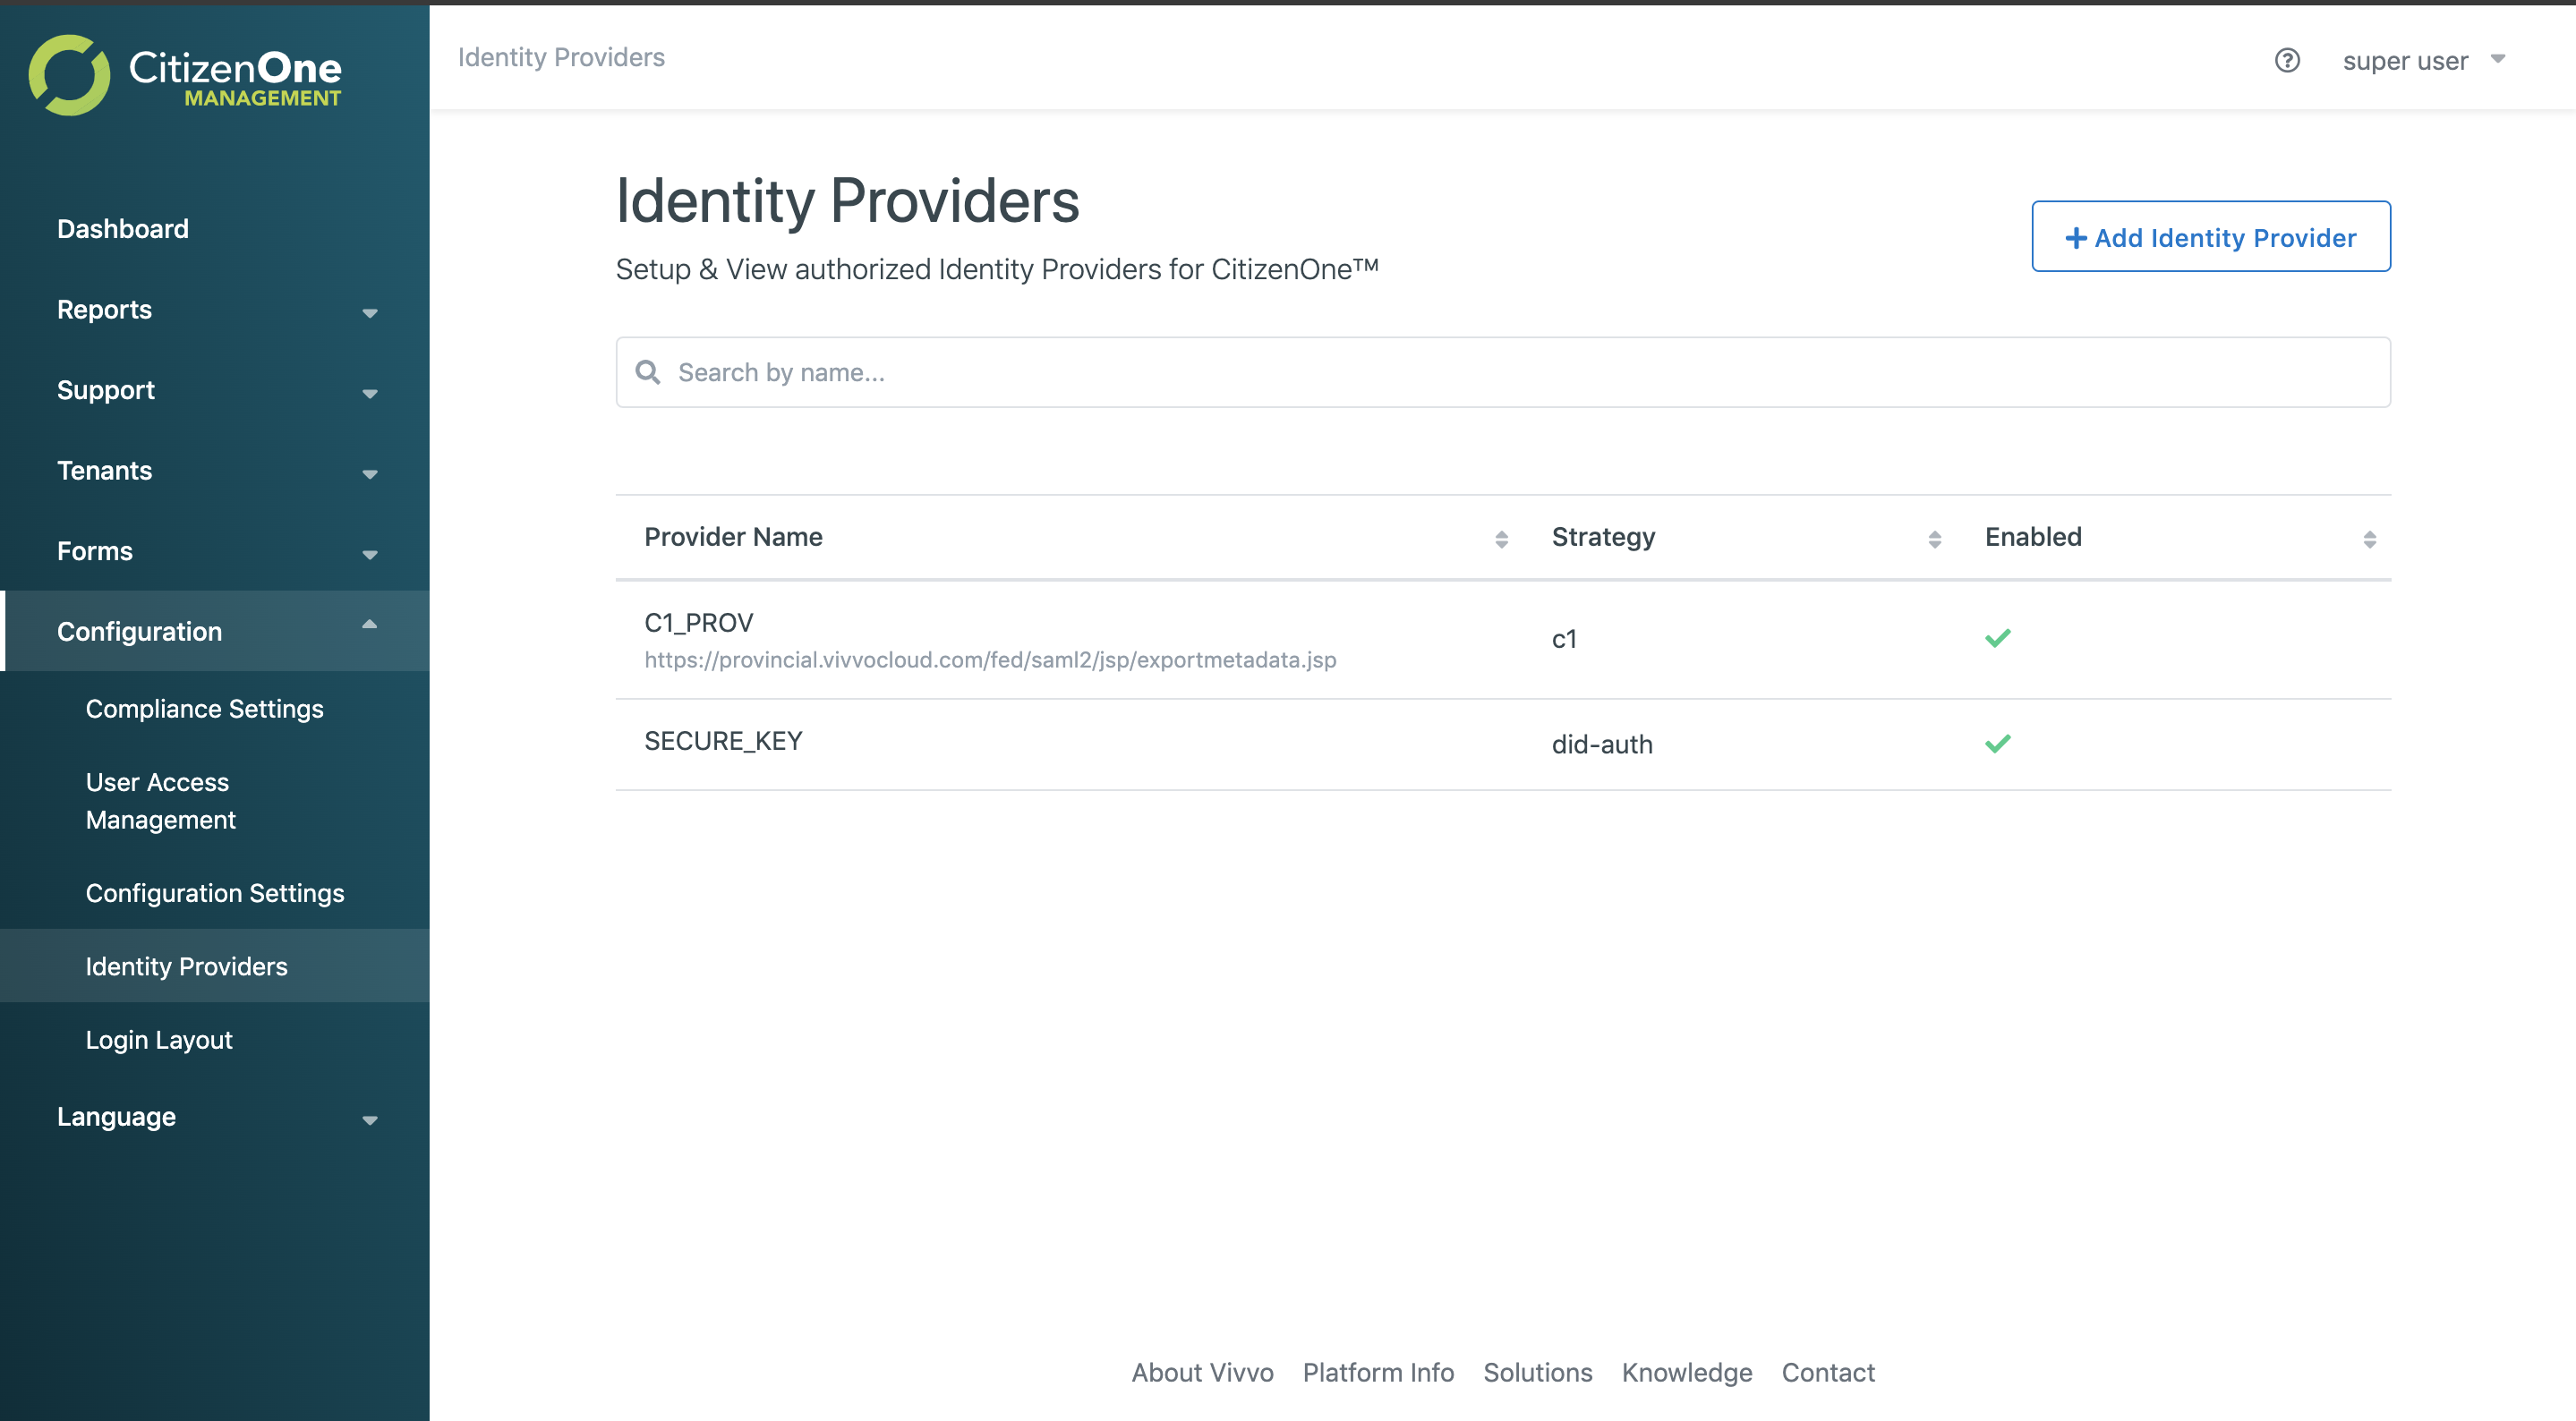 CitizenOne
MANAGEMENT
Dashboard
Reports
Support
Tenants
Forms
Configuration
Compliance Settings
User Access
Management
Configuration Settings
Identity Providers
Login Layout
Language
Identity Providers
super user
Identity Providers
Setup & View authorized Identity Providers for CitizenOne™
Add Identity Provider
Search by name...
Provider Name Strategy Enabled
C1_PROV
https://provincial.vivvocloud.com/fed/saml2/jsp/exportmetadata.jsp
c1
SECURE_KEY
did-auth
About Vivvo Platform Info Solutions Knowledge Contact